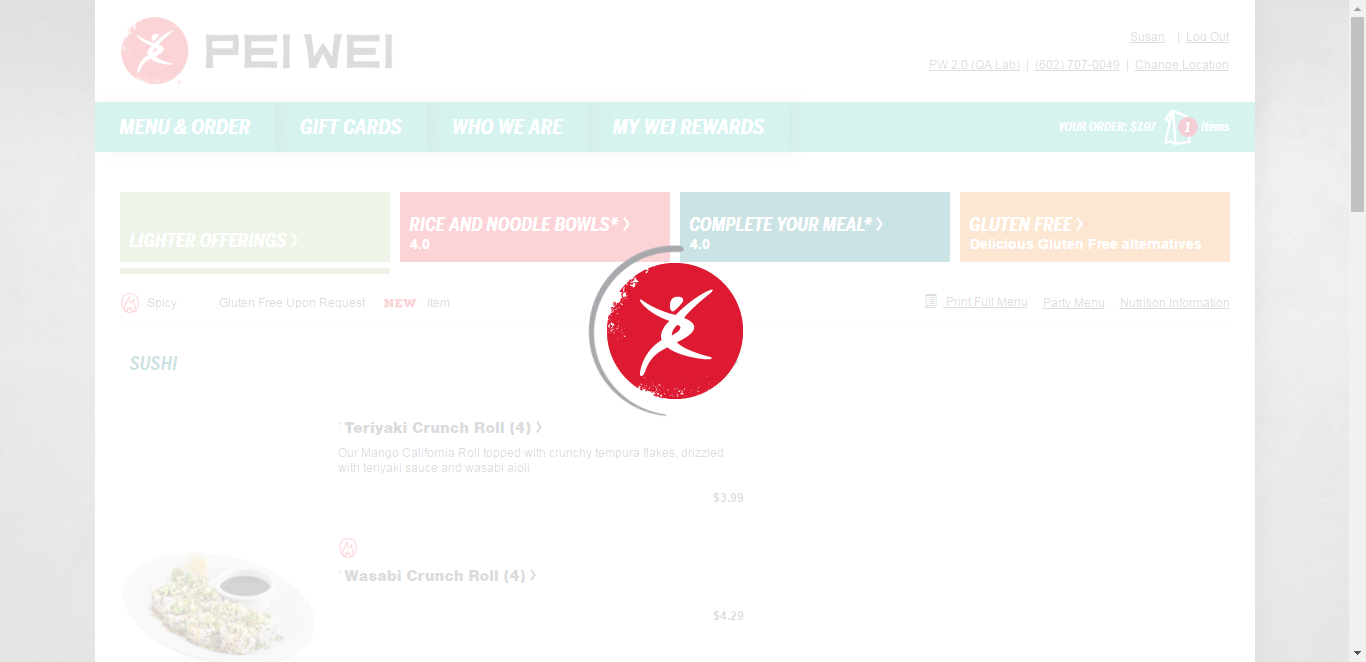 PEI WEI
Susan | Log Out
PW 2.0 (QA Lab) | (602) 707-0049 | Change Location
MENU & ORDER GIFT CARDS WHO WE ARE MY WEI REWARDS YOUR ORDER: $7.97 1 items
LIGHTER OFFERINGS >
RICE AND NOODLE BOWLS* >
4.0
COMPLETE YOUR MEAL* >
4.0
GLUTEN FREE >
Delicious Gluten Free alternatives
Spicy Gluten Free Upon Request NEW Item Print Full Menu Party Menu Nutrition Information
SUSHI
*Teriyaki Crunch Roll (4) >
Our Mango California Roll topped with crunchy tempura flakes, drizzled
with teriyaki sauce and wasabi aioli
$3.99
*Wasabi Crunch Roll (4) >
$4.29